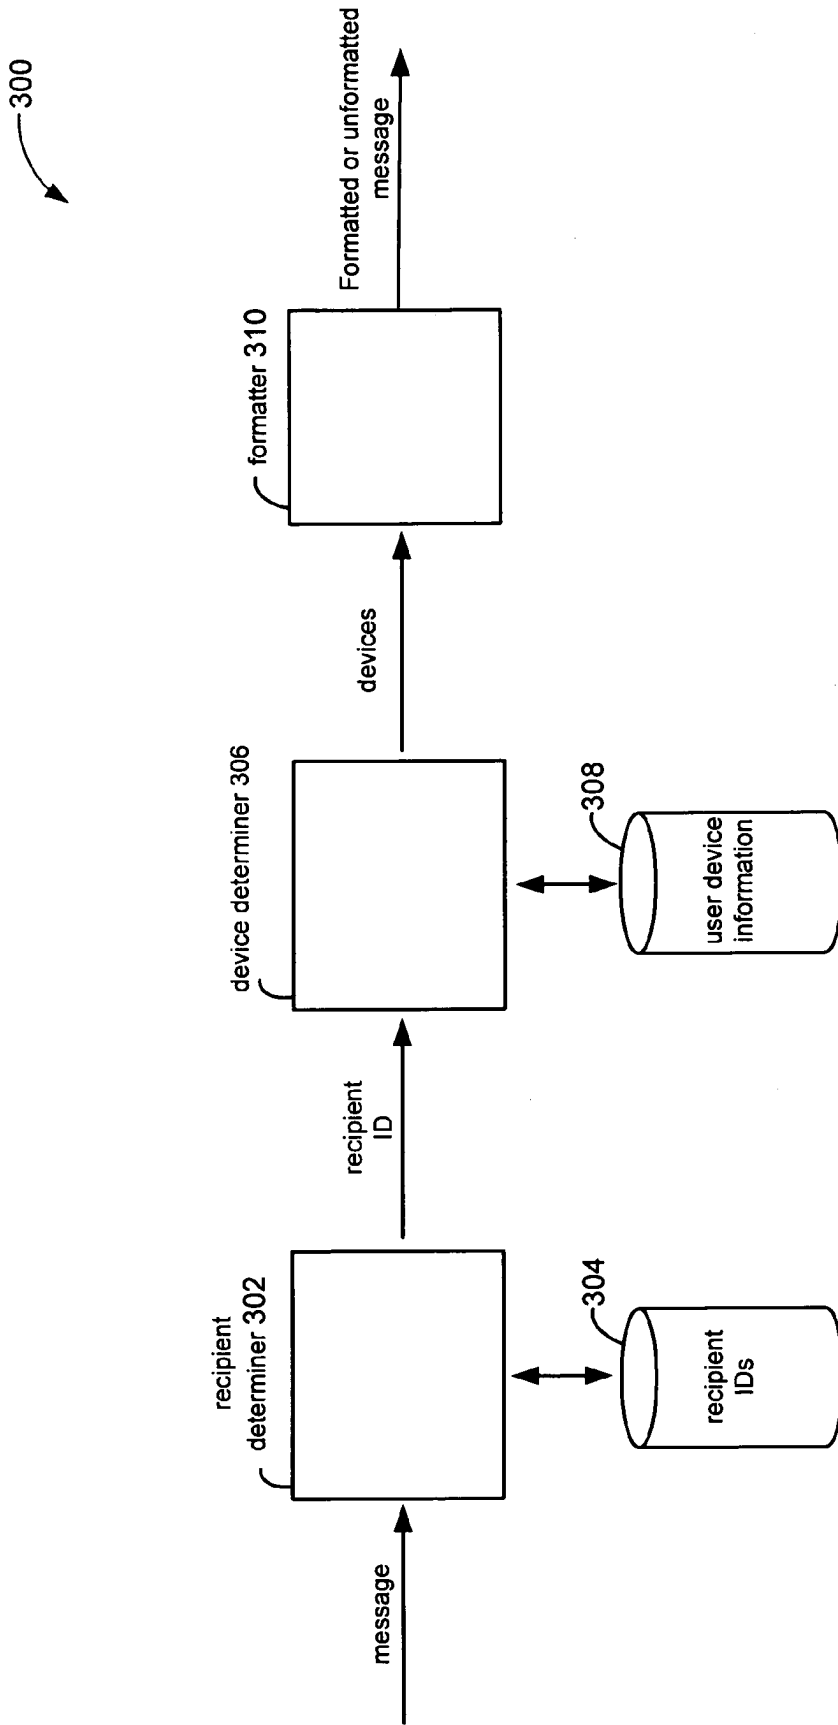 300
message
recipient
determiner 302
recipient
IDs
304
recipient
ID
device determiner 306
user device
information
308
devices
formatter 310
Formatted or unformatted
message